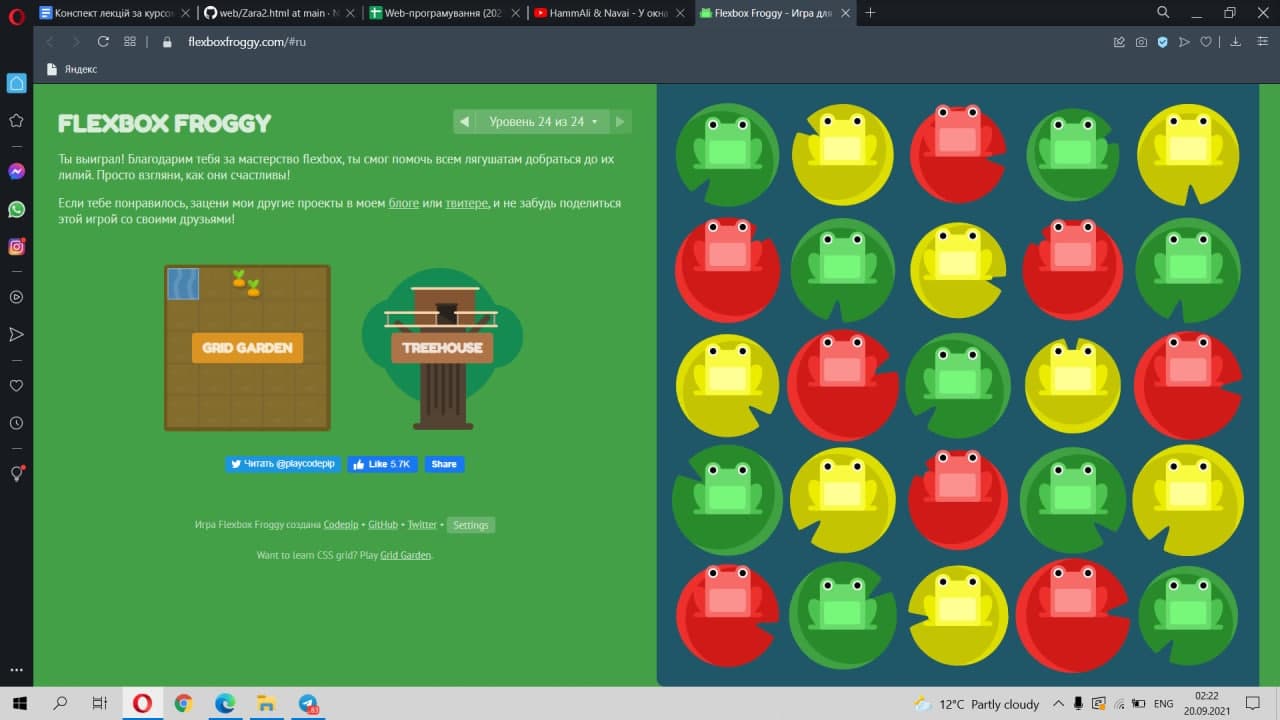 Конспект лекцій за курсом
web/Zara2.html at main · N
Web-програмування (202
HammAli & Navai - У окна
Flexbox Froggy - Игра для
flexboxfroggy.com/#ru
Яндекс
FLEXBOX FROGGY
Уровень 24 из 24
Ты выиграл! Благодарим тебя за мастерство flexbox, ты смог помочь всем лягушатам добраться до их
лилий. Просто взгляни, как они счастливы!
Если тебе понравилось, зацени мои другие проекты в моем блоге или твитере, и не забудь поделиться
этой игрой со своими друзьями!
GRID GARDEN
TREEHOUSE
Читать @playcodepip
Like 5.7K
Share
Игра Flexbox Froggy создана Codepip • GitHub • Twitter • Settings
Want to learn CSS grid? Play Grid Garden.
12°C Partly cloudy
ENG
02:22
20.09.2021